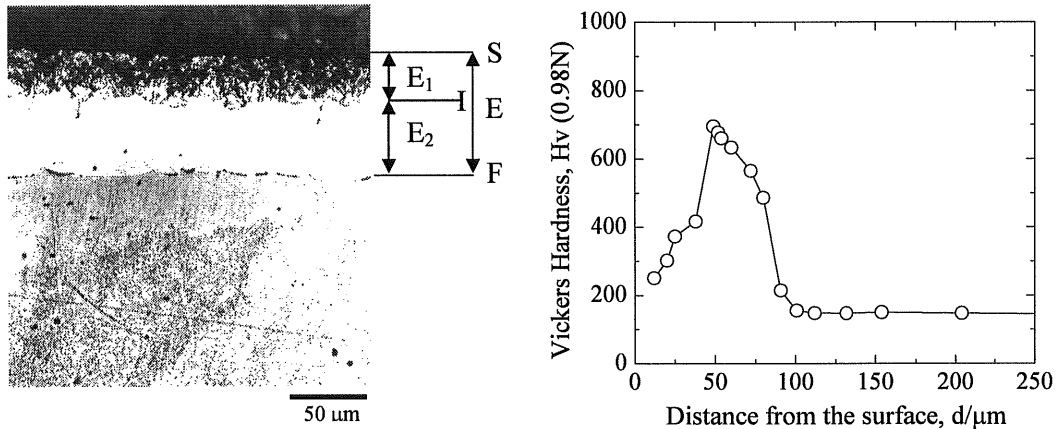 S
E₁
I
E
E₂
F
50 μm
Vickers Hardness, Hv (0.98N)
1000
800
600
400
200
0
0 50 100 150 200 250
Distance from the surface, d/μm